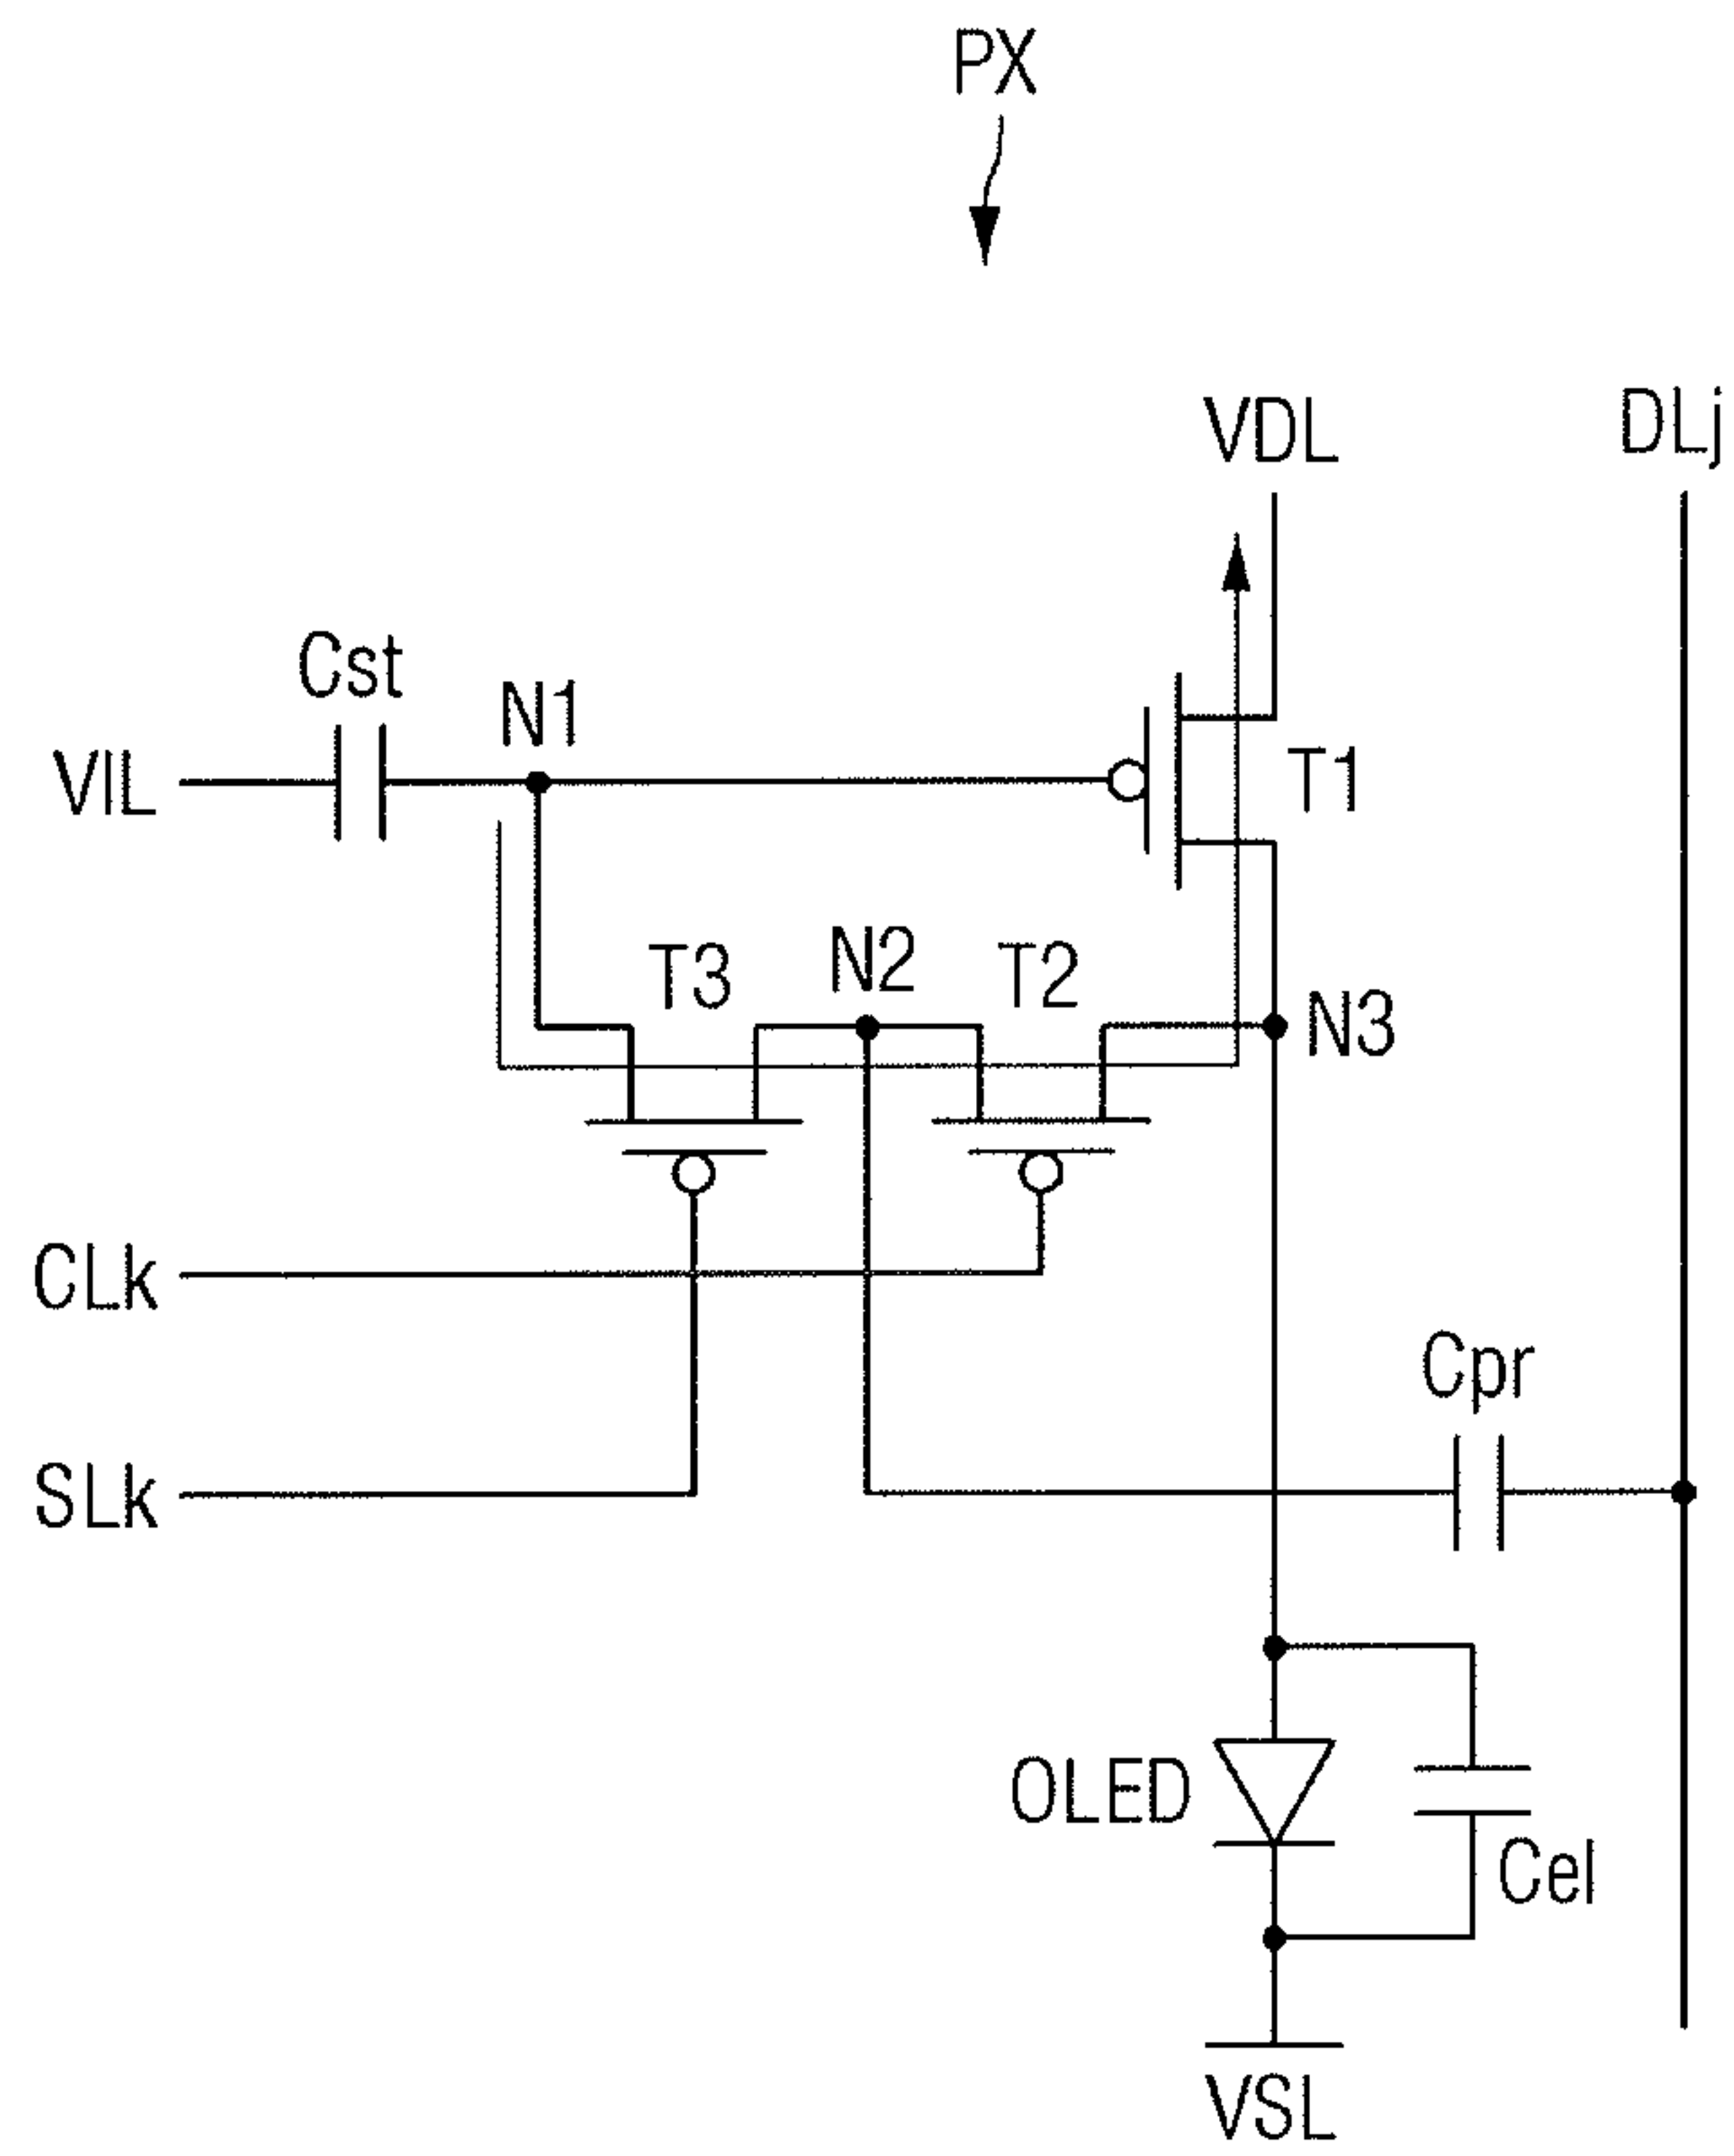 PX
VDL
DLj
Cst
N1
VIL
T1
T3
N2
T2
N3
CLk
Cpr
SLk
OLED
Cel
VSL